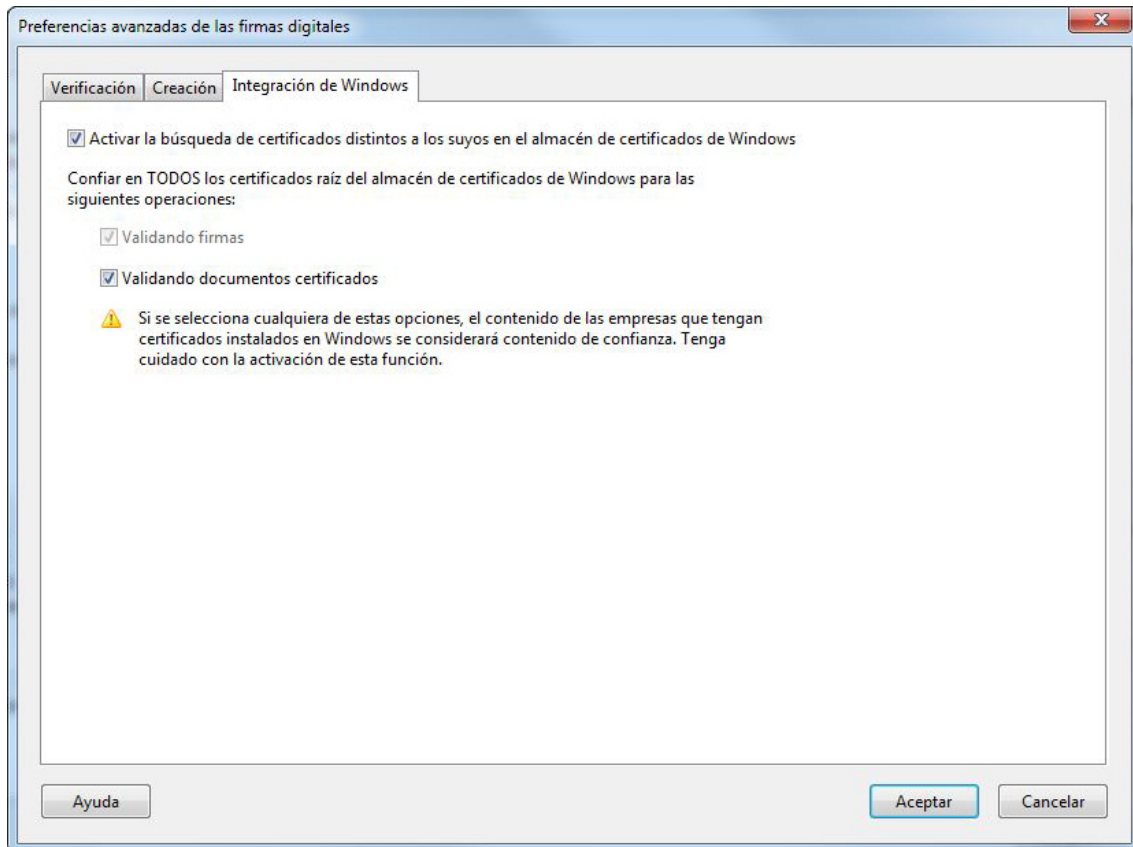 Preferencias avanzadas de las firmas digitales
Verificación
Creación
Integración de Windows
Activar la búsqueda de certificados distintos a los suyos en el almacén de certificados de Windows
Confiar en TODOS los certificados raíz del almacén de certificados de Windows para las
siguientes operaciones:
Validando firmas
Validando documentos certificados
Si se selecciona cualquiera de estas opciones, el contenido de las empresas que tengan
certificados instalados en Windows se considerará contenido de confianza. Tenga
cuidado con la activación de esta función.
Ayuda
Aceptar
Cancelar